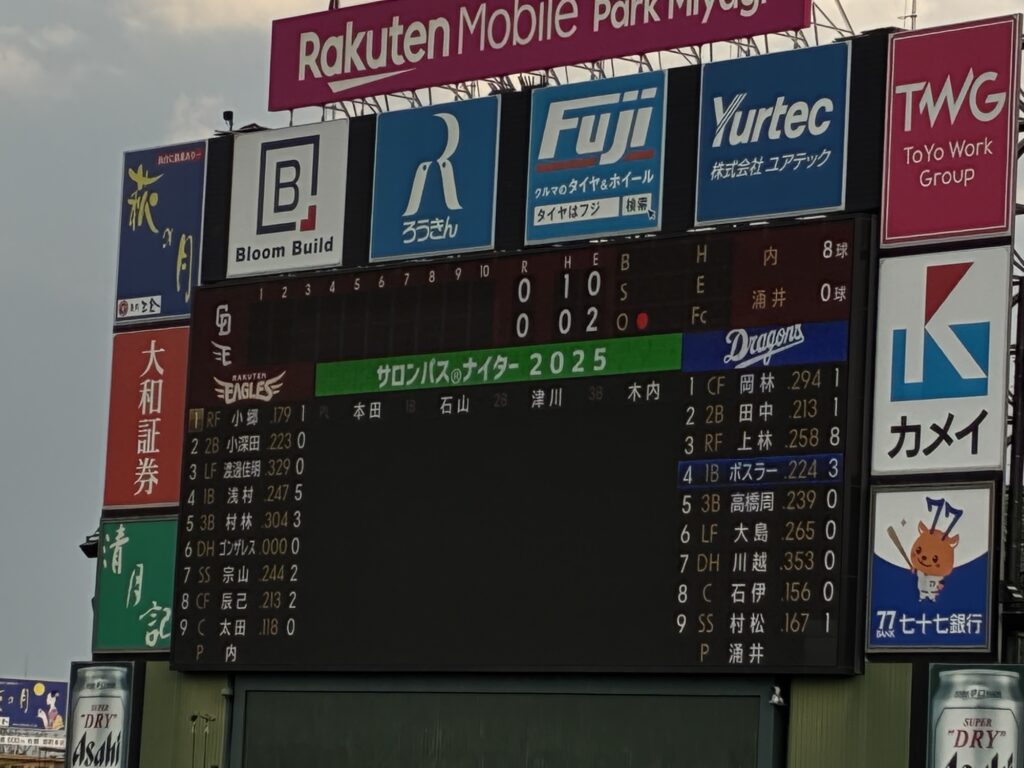 Rakuten Mobile Park Miyagi
萩の月
B
Bloom Build
ろうきん
Fuji
クルマのタイヤ&ホイール
タイヤはフジ 検索
Yurtec
株式会社 ユアテック
TWG
ToYo Work
Group
大和証券
清月記
K
カメイ
77
77 BANK 七十七銀行
1 2 3 4 5 6 7 8 9 10 R H E B H 内 8球
CD 0 1 0 S E 涌井 0球
E 0 0 2 O Fc
サロンパス®ナイター 2025
Dragons
RAKUTEN
EAGLES
本田 1B 石山 2B 津川 3B 木内
1 RF 小郷 .179 1
2 2B 小深田 .223 0
3 LF 渡邊佳明 .329 0
4 1B 浅村 .247 5
5 3B 村林 .304 3
6 DH ゴンザレス .000 0
7 SS 宗山 .244 2
8 CF 辰己 .213 2
9 C 太田 .118 0
P 内
1 CF 岡林 .294 1
2 2B 田中 .213 1
3 RF 上林 .258 8
4 1B ボスラー .224 3
5 3B 高橋周 .239 0
6 LF 大島 .265 0
7 DH 川越 .353 0
8 C 石伊 .156 0
9 SS 村松 .167 1
P 涌井
SUPER
"DRY"
Asahi
SUPER
"DRY"